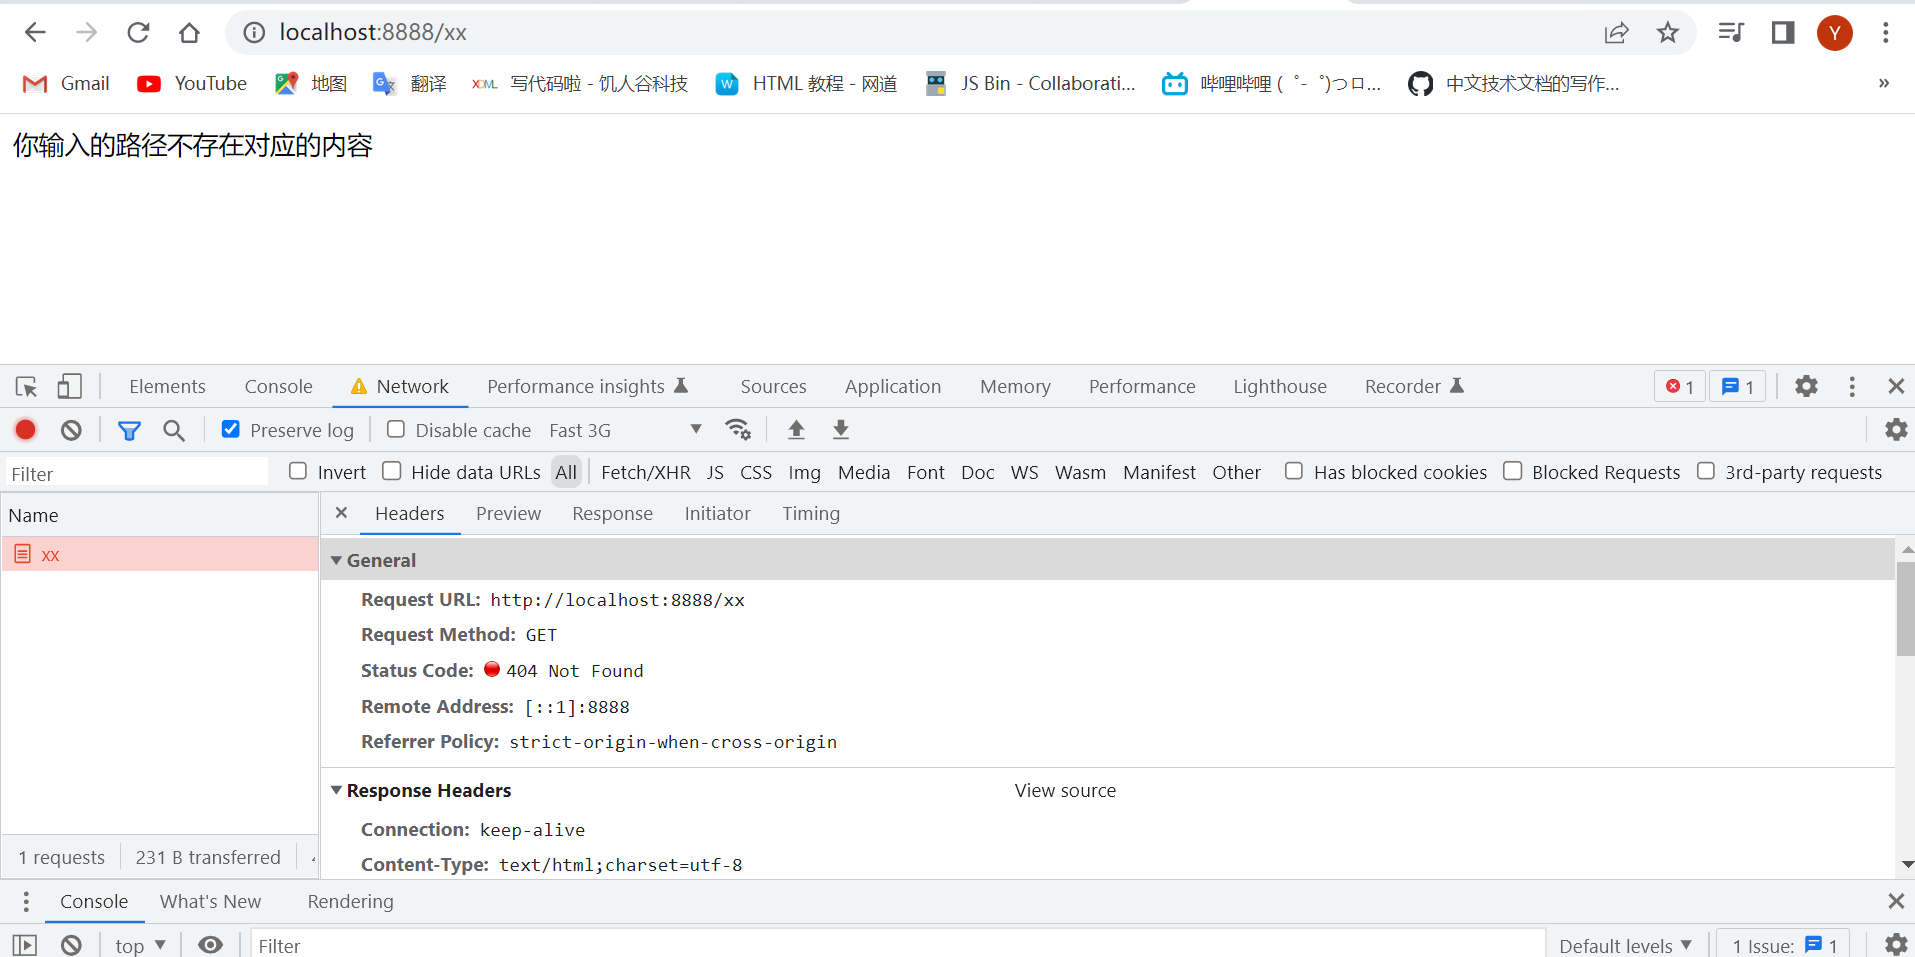 localhost:8888/xx
Y
Gmail YouTube 地图 翻译 XDML 写代码啦 - 饥人谷科技 W HTML 教程 - 网道 JS Bin - Collaborati... 哔哩哔哩 ( ゜- ゜)つロ... 中文技术文档的写作... »
你输入的路径不存在对应的内容
Elements Console Network Performance insights Sources Application Memory Performance Lighthouse Recorder 1 1
Preserve log Disable cache Fast 3G
Filter Invert Hide data URLs All Fetch/XHR JS CSS Img Media Font Doc WS Wasm Manifest Other Has blocked cookies Blocked Requests 3rd-party requests
Name
Headers Preview Response Initiator Timing
xx
General
Request URL: http://localhost:8888/xx
Request Method: GET
Status Code: 404 Not Found
Remote Address: [::1]:8888
Referrer Policy: strict-origin-when-cross-origin
Response Headers View source
Connection: keep-alive
Content-Type: text/html;charset=utf-8
1 requests 231 B transferred
Console What's New Rendering
top Filter Default levels 1 Issue: 1